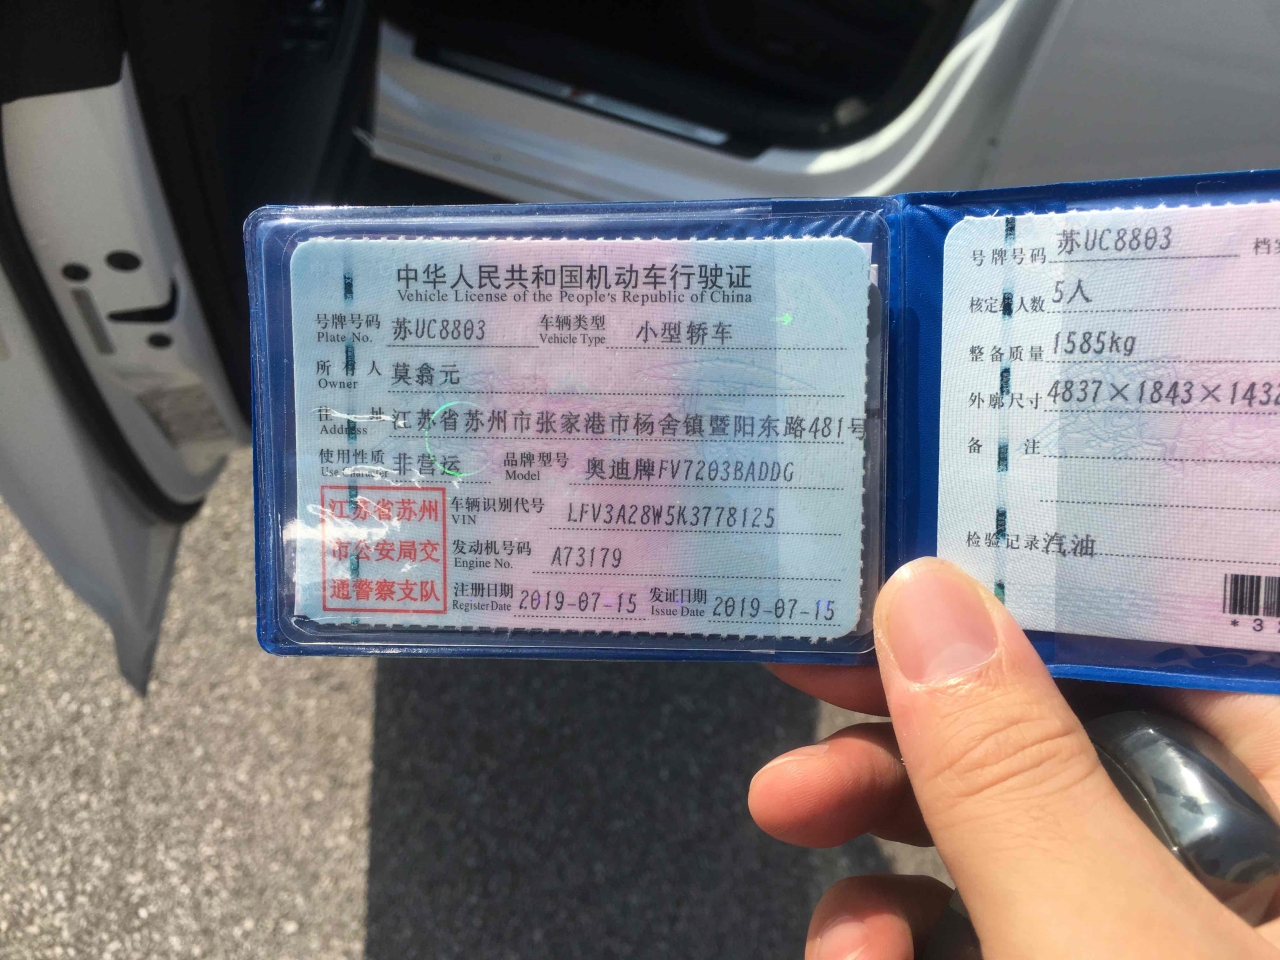 中华人民共和国机动车行驶证
Vehicle License of the People's Republic of China
号牌号码 苏UC8803 车辆类型 小型轿车
Plate No. Vehicle Type
所有人 莫翕元
Owner
住 址 江苏省苏州市张家港市杨舍镇暨阳东路481号
Address
使用性质 非营运 品牌型号 奥迪牌FV7203BADDG
Use Character Model
江苏省苏州
市公安局交
通警察支队
车辆识别代号 LFV3A28W5K3778125
VIN
发动机号码 A73179
Engine No.
注册日期 2019-07-15 发证日期 2019-07-15
Register Date Issue Date
号牌号码 苏UC8803
核定载人数 5人
整备质量 1585kg
外廓尺寸 4837×1843×1432
备 注
检验记录 汽油